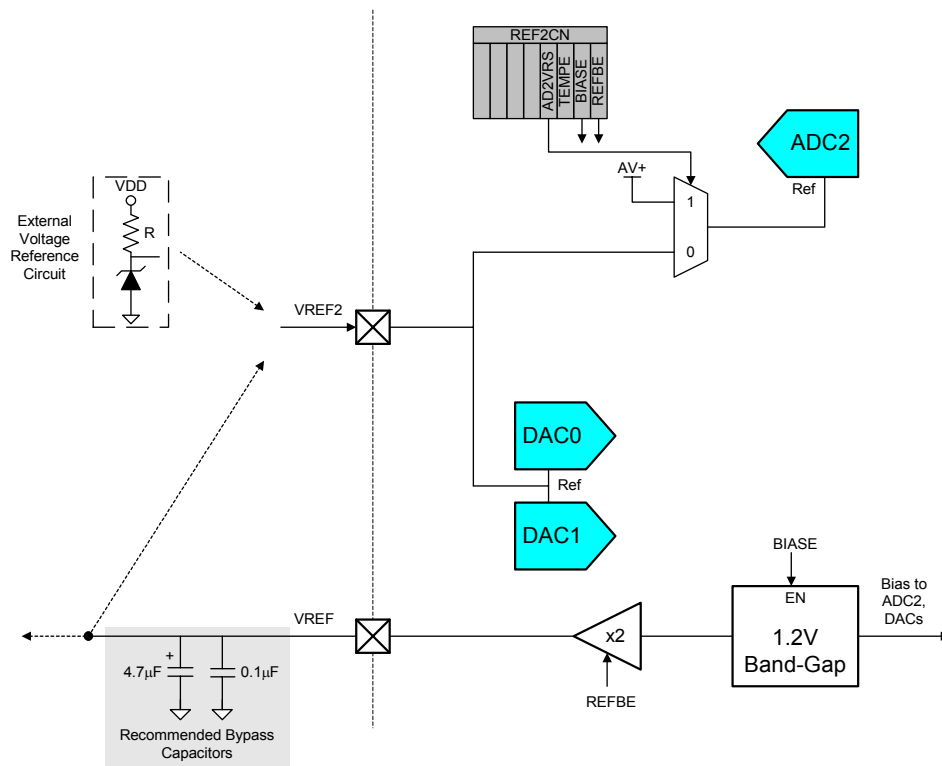 REF2CN
AD2VRS
TEMPE
BIASE
REFBE
ADC2
Ref
AV+
1
0
VDD
R
External
Voltage
Reference
Circuit
VREF2
DAC0
Ref
DAC1
BIASE
EN
1.2V
Band-Gap
Bias to
ADC2,
DACs
x2
REFBE
VREF
+
4.7µF
0.1µF
Recommended Bypass
Capacitors